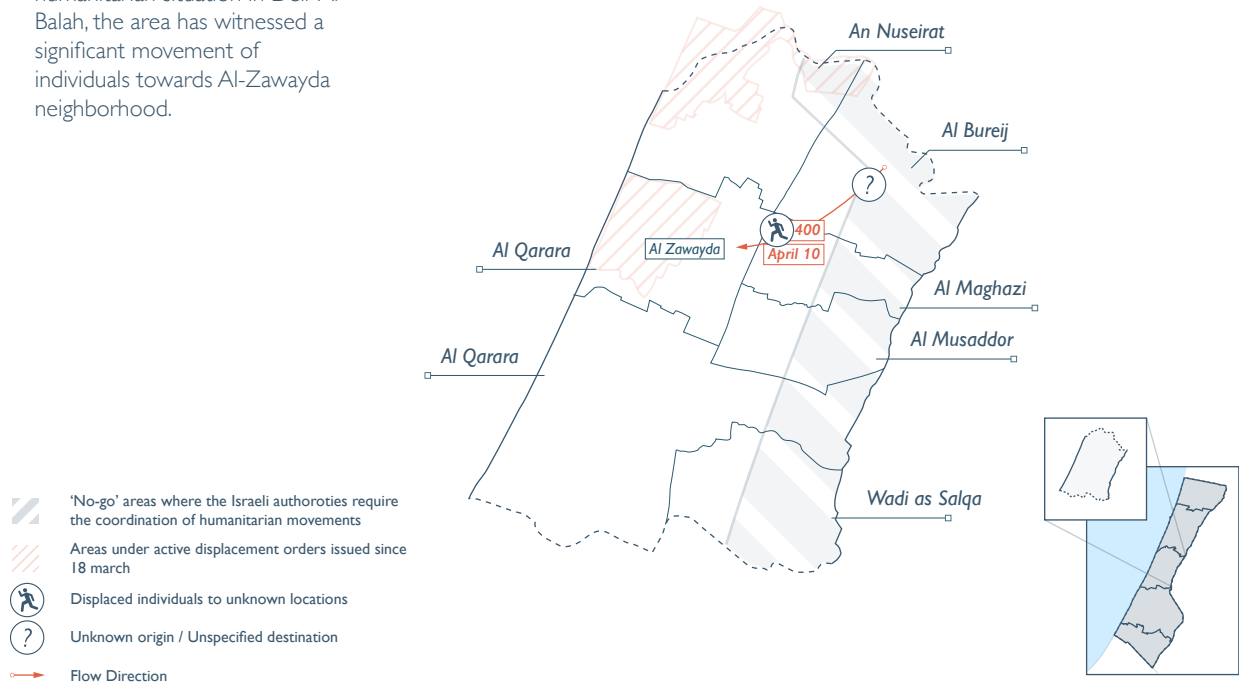 Balah, the area has witnessed a
significant movement of
individuals towards Al-Zawayda
neighborhood.
An Nuseirat
Al Bureij
?
400
April 10
Al Zawayda
Al Qarara
Al Maghazi
Al Musaddor
Al Qarara
Wadi as Salqa
‘No-go’ areas where the Israeli authoroties require
the coordination of humanitarian movements
Areas under active displacement orders issued since
18 march
Displaced individuals to unknown locations
?
Unknown origin / Unspecified destination
Flow Direction